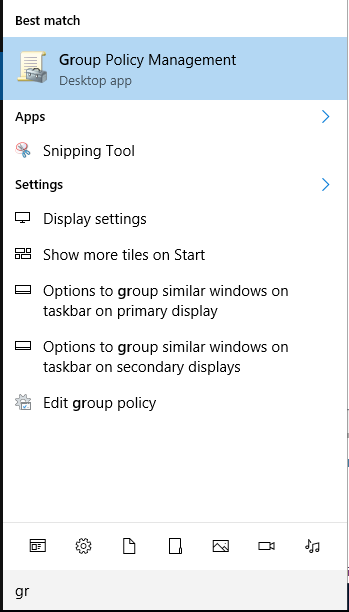 Best match
Group Policy Management
Desktop app
Apps
Snipping Tool
Settings
Display settings
Show more tiles on Start
Options to group similar windows on
taskbar on primary display
Options to group similar windows on
taskbar on secondary displays
Edit group policy
gr